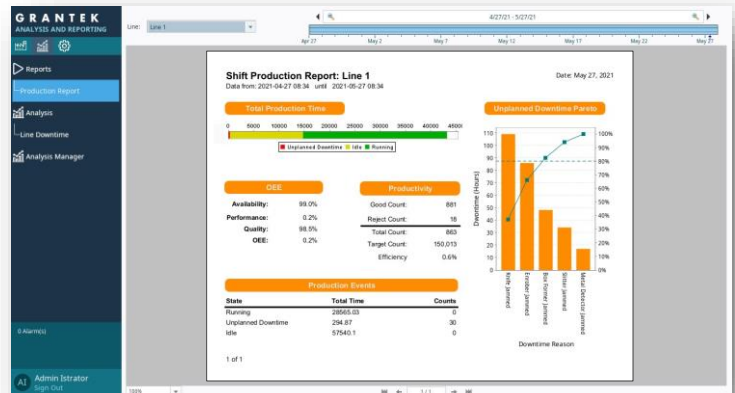 GRANTEK
ANALYSIS AND REPORTING
Line: Line 1
4/27/21 - 5/27/21
Apr 27 May 2 May 7 May 12 May 17 May 22 May 27
Reports
Production Report
Analysis
Line Downtime
Analysis Manager
0 Alarm(s)
AI Admin Istrator
Sign Out
Shift Production Report: Line 1
Date: May 27, 2021
Data from: 2021-04-27 08:34 until 2021-05-27 08:34
Total Production Time
0 5000 10000 15000 20000 25000 30000 35000 40000 45000
Unplanned Downtime Idle Running
OEE
Availability: 99.0%
Performance: 0.2%
Quality: 98.5%
OEE: 0.2%
Productivity
Good Count: 881
Reject Count: 18
Total Count: 863
Target Count: 150,013
Efficiency 0.6%
Production Events
State Total Time Counts
Running 28565.03 0
Unplanned Downtime 294.87 30
Idle 57540.1 0
1 of 1
Unplanned Downtime Pareto
Dwontime (Hours)
110
100
90
80
70
60
50
40
30
20
10
0
100%
90%
80%
70%
60%
50%
40%
30%
20%
10%
0%
Knife Jammed
Enrober Jammed
Box Former Jammed
Slitter Jammed
Metal Detector Jammed
Downtime Reason
100%
1 / 1